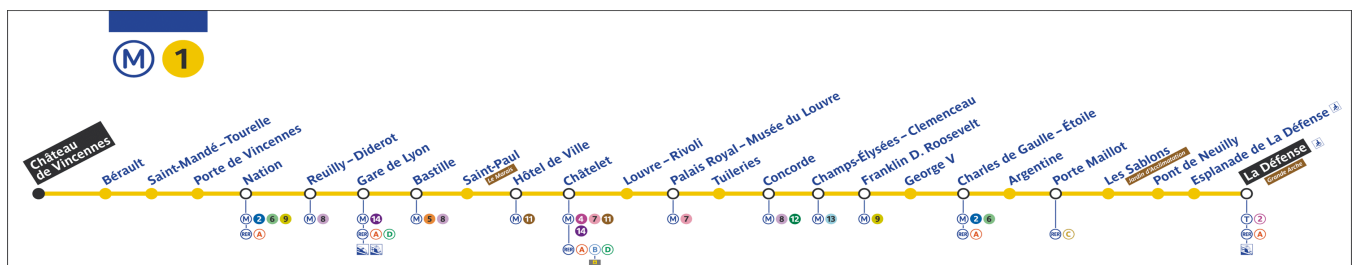 M 1
Château
de Vincennes
Bérault
Saint-Mandé – Tourelle
Porte de Vincennes
Nation
M 2 6 9
RER A
Reuilly – Diderot
M 8
Gare de Lyon
M 14
RER A D
Bastille
M 5 8
Saint-Paul
Le Marais
Hôtel de Ville
M 11
Châtelet
M 4 7 11
14
RER A B D
Louvre – Rivoli
Palais Royal – Musée du Louvre
M 7
Tuileries
Concorde
M 8 12
Champs-Élysées – Clemenceau
M 13
Franklin D. Roosevelt
M 9
George V
Charles de Gaulle – Étoile
M 2 6
RER A
Argentine
Porte Maillot
RER C
Les Sablons
Jardin d'Acclimatation
Pont de Neuilly
Esplanade de La Défense
La Défense
Grande Arche
T 2
RER A